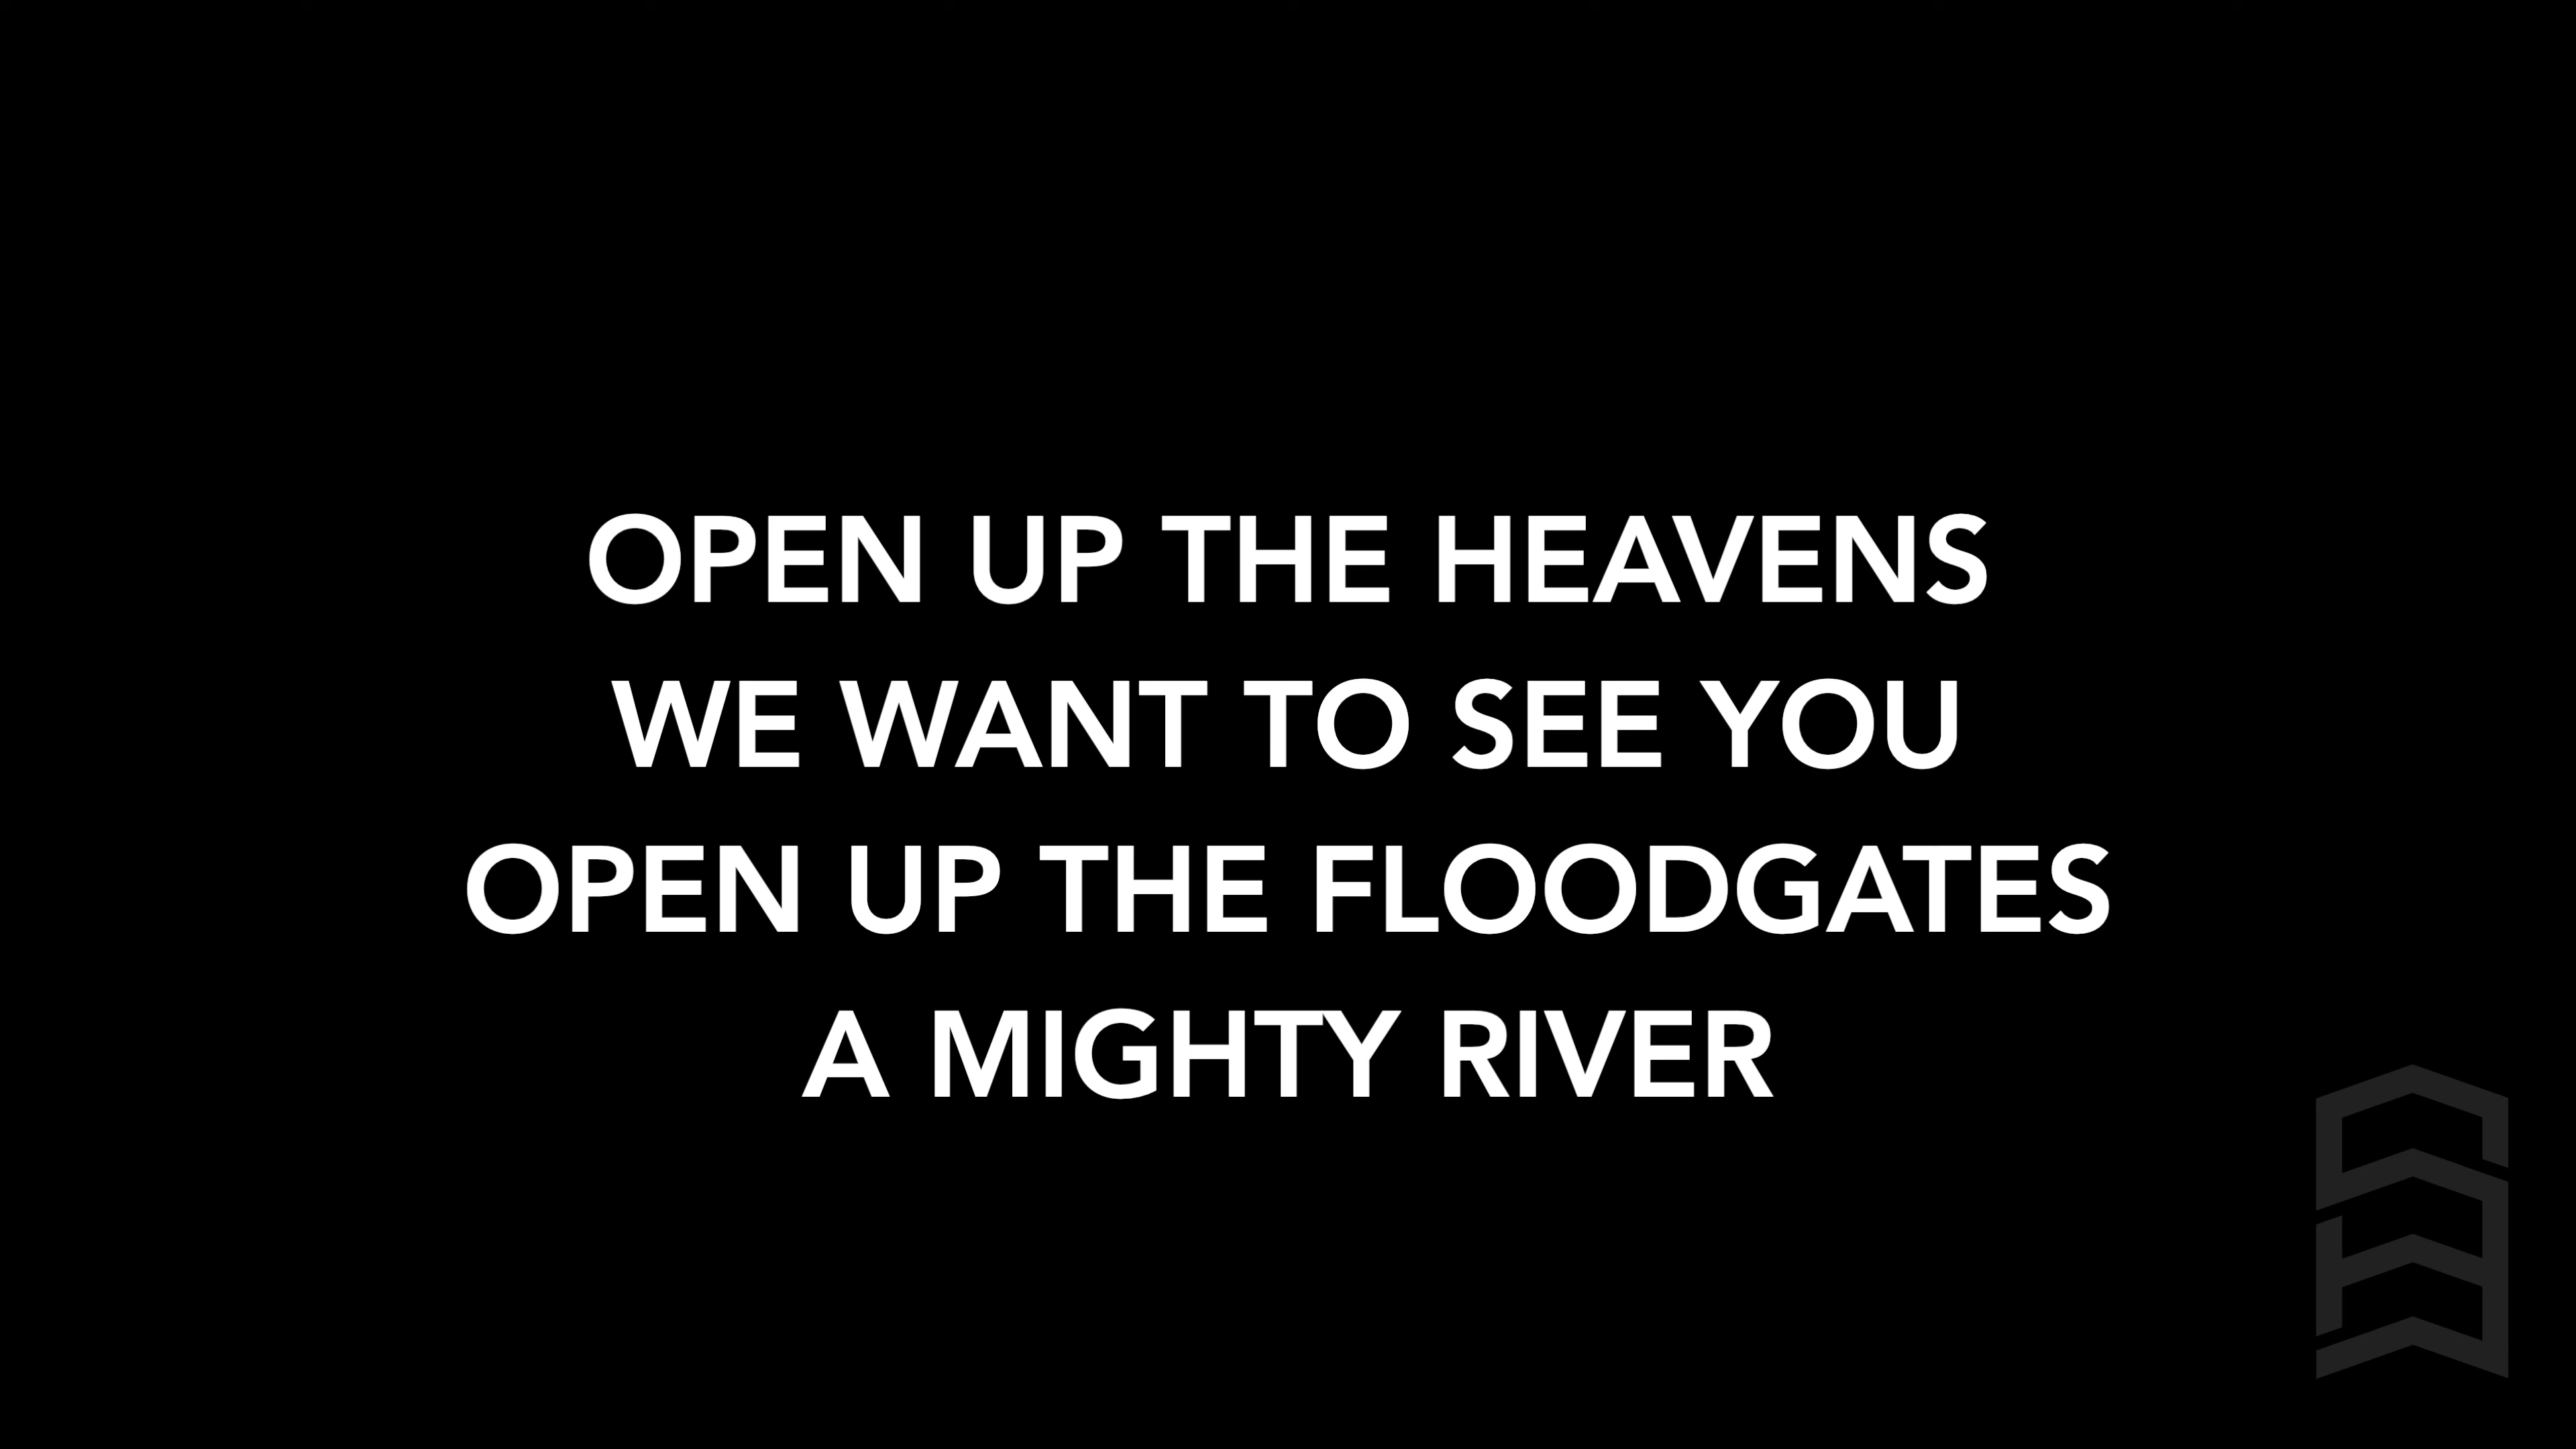 OPEN UP THE HEAVENS
WE WANT TO SEE YOU
OPEN UP THE FLOODGATES
A MIGHTY RIVER